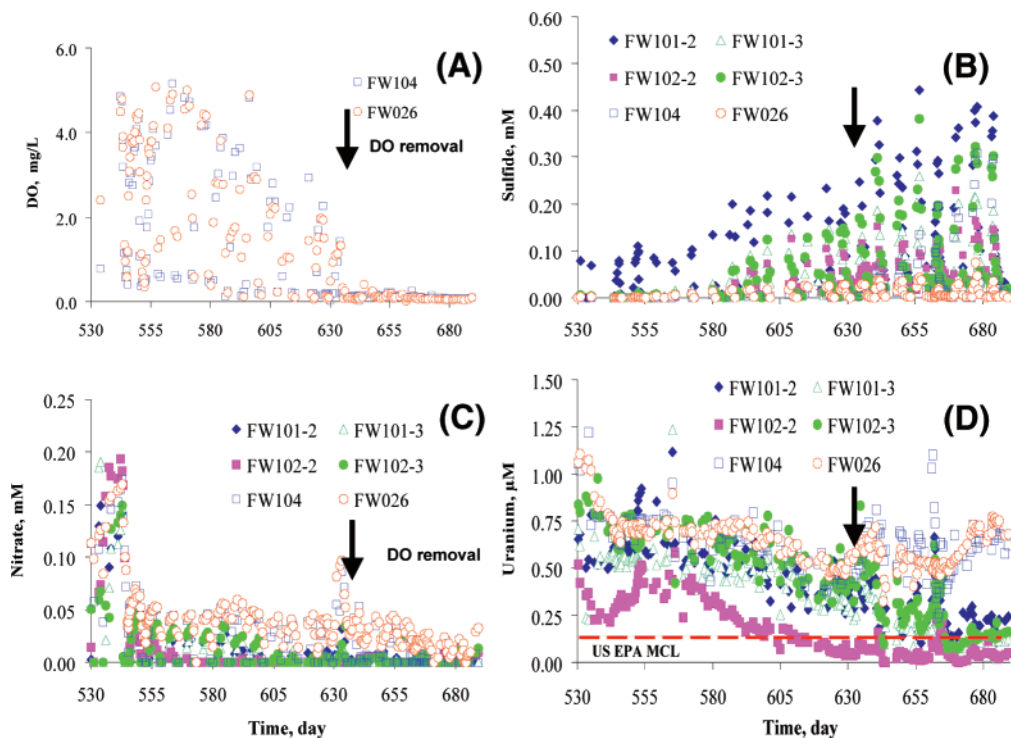 (A)
6.0
4.0
2.0
0.0
DO, mg/L
FW104
FW026
DO removal
530 555 580 605 630 655 680
(B)
0.60
0.50
0.40
0.30
0.20
0.10
0.00
Sulfide, mM
FW101-2 FW101-3
FW102-2 FW102-3
FW104 FW026
530 555 580 605 630 655 680
(C)
0.25
0.20
0.15
0.10
0.05
0.00
Nitrate, mM
FW101-2 FW101-3
FW102-2 FW102-3
FW104 FW026
DO removal
530 555 580 605 630 655 680
Time, day
(D)
1.50
1.25
1.00
0.75
0.50
0.25
0.00
Uranium, µM
FW101-2 FW101-3
FW102-2 FW102-3
FW104 FW026
US EPA MCL
530 555 580 605 630 655 680
Time, day